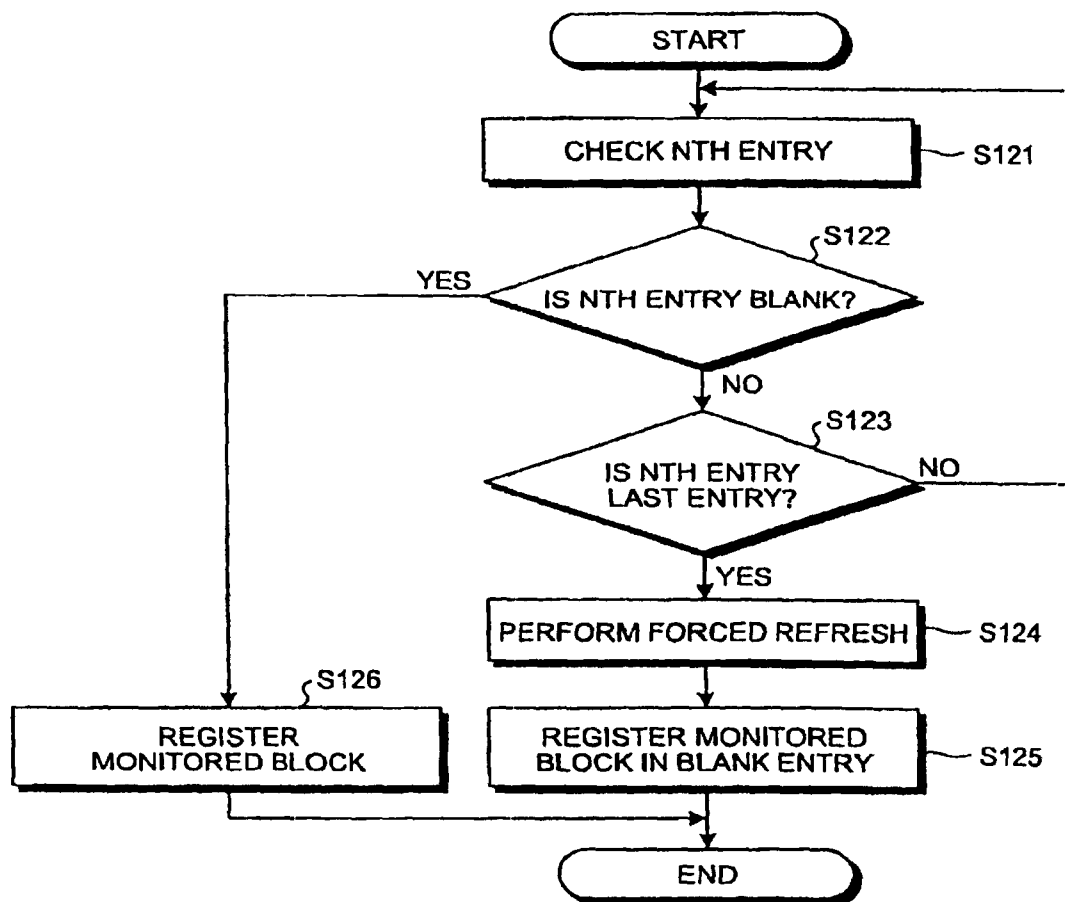 START
CHECK NTH ENTRY
S121
S122
YES
IS NTH ENTRY BLANK?
NO
S123
IS NTH ENTRY
LAST ENTRY?
NO
YES
PERFORM FORCED REFRESH
S124
S126
REGISTER
MONITORED BLOCK
REGISTER MONITORED
BLOCK IN BLANK ENTRY
S125
END